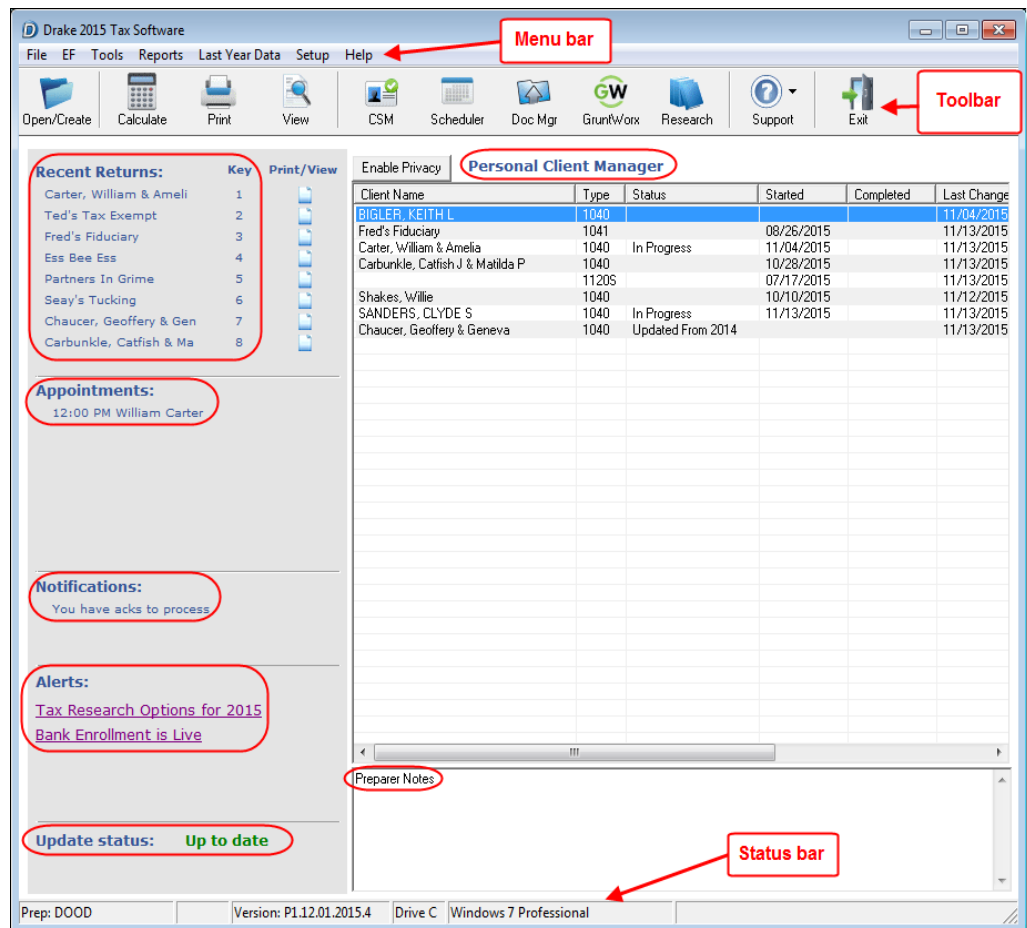 Drake 2015 Tax Software
Menu bar
File EF Tools Reports Last Year Data Setup Help
Open/Create Calculate Print View CSM Scheduler Doc Mgr GruntWorx Research Support Exit
GW
Toolbar
Recent Returns: Key Print/View
Carter, William & Ameli 1
Ted's Tax Exempt 2
Fred's Fiduciary 3
Ess Bee Ess 4
Partners In Grime 5
Seay's Tucking 6
Chaucer, Geoffery & Gen 7
Carbunkle, Catfish & Ma 8
Appointments:
12:00 PM William Carter
Notifications:
You have acks to process
Alerts:
Tax Research Options for 2015
Bank Enrollment is Live
Update status: Up to date
Enable Privacy Personal Client Manager
Client Name Type Status Started Completed Last Change
BIGLER, KEITH L 1040 11/04/2015
Fred's Fiduciary 1041 08/26/2015 11/13/2015
Carter, William & Amelia 1040 In Progress 11/04/2015 11/13/2015
Carbunkle, Catfish J & Matilda P 1040 10/28/2015 11/13/2015
1120S 07/17/2015 11/13/2015
Shakes, Willie 1040 10/10/2015 11/12/2015
SANDERS, CLYDE S 1040 In Progress 11/13/2015 11/13/2015
Chaucer, Geoffery & Geneva 1040 Updated From 2014 11/13/2015
Preparer Notes
Status bar
Prep: DOOD Version: P1.12.01.2015.4 Drive C Windows 7 Professional